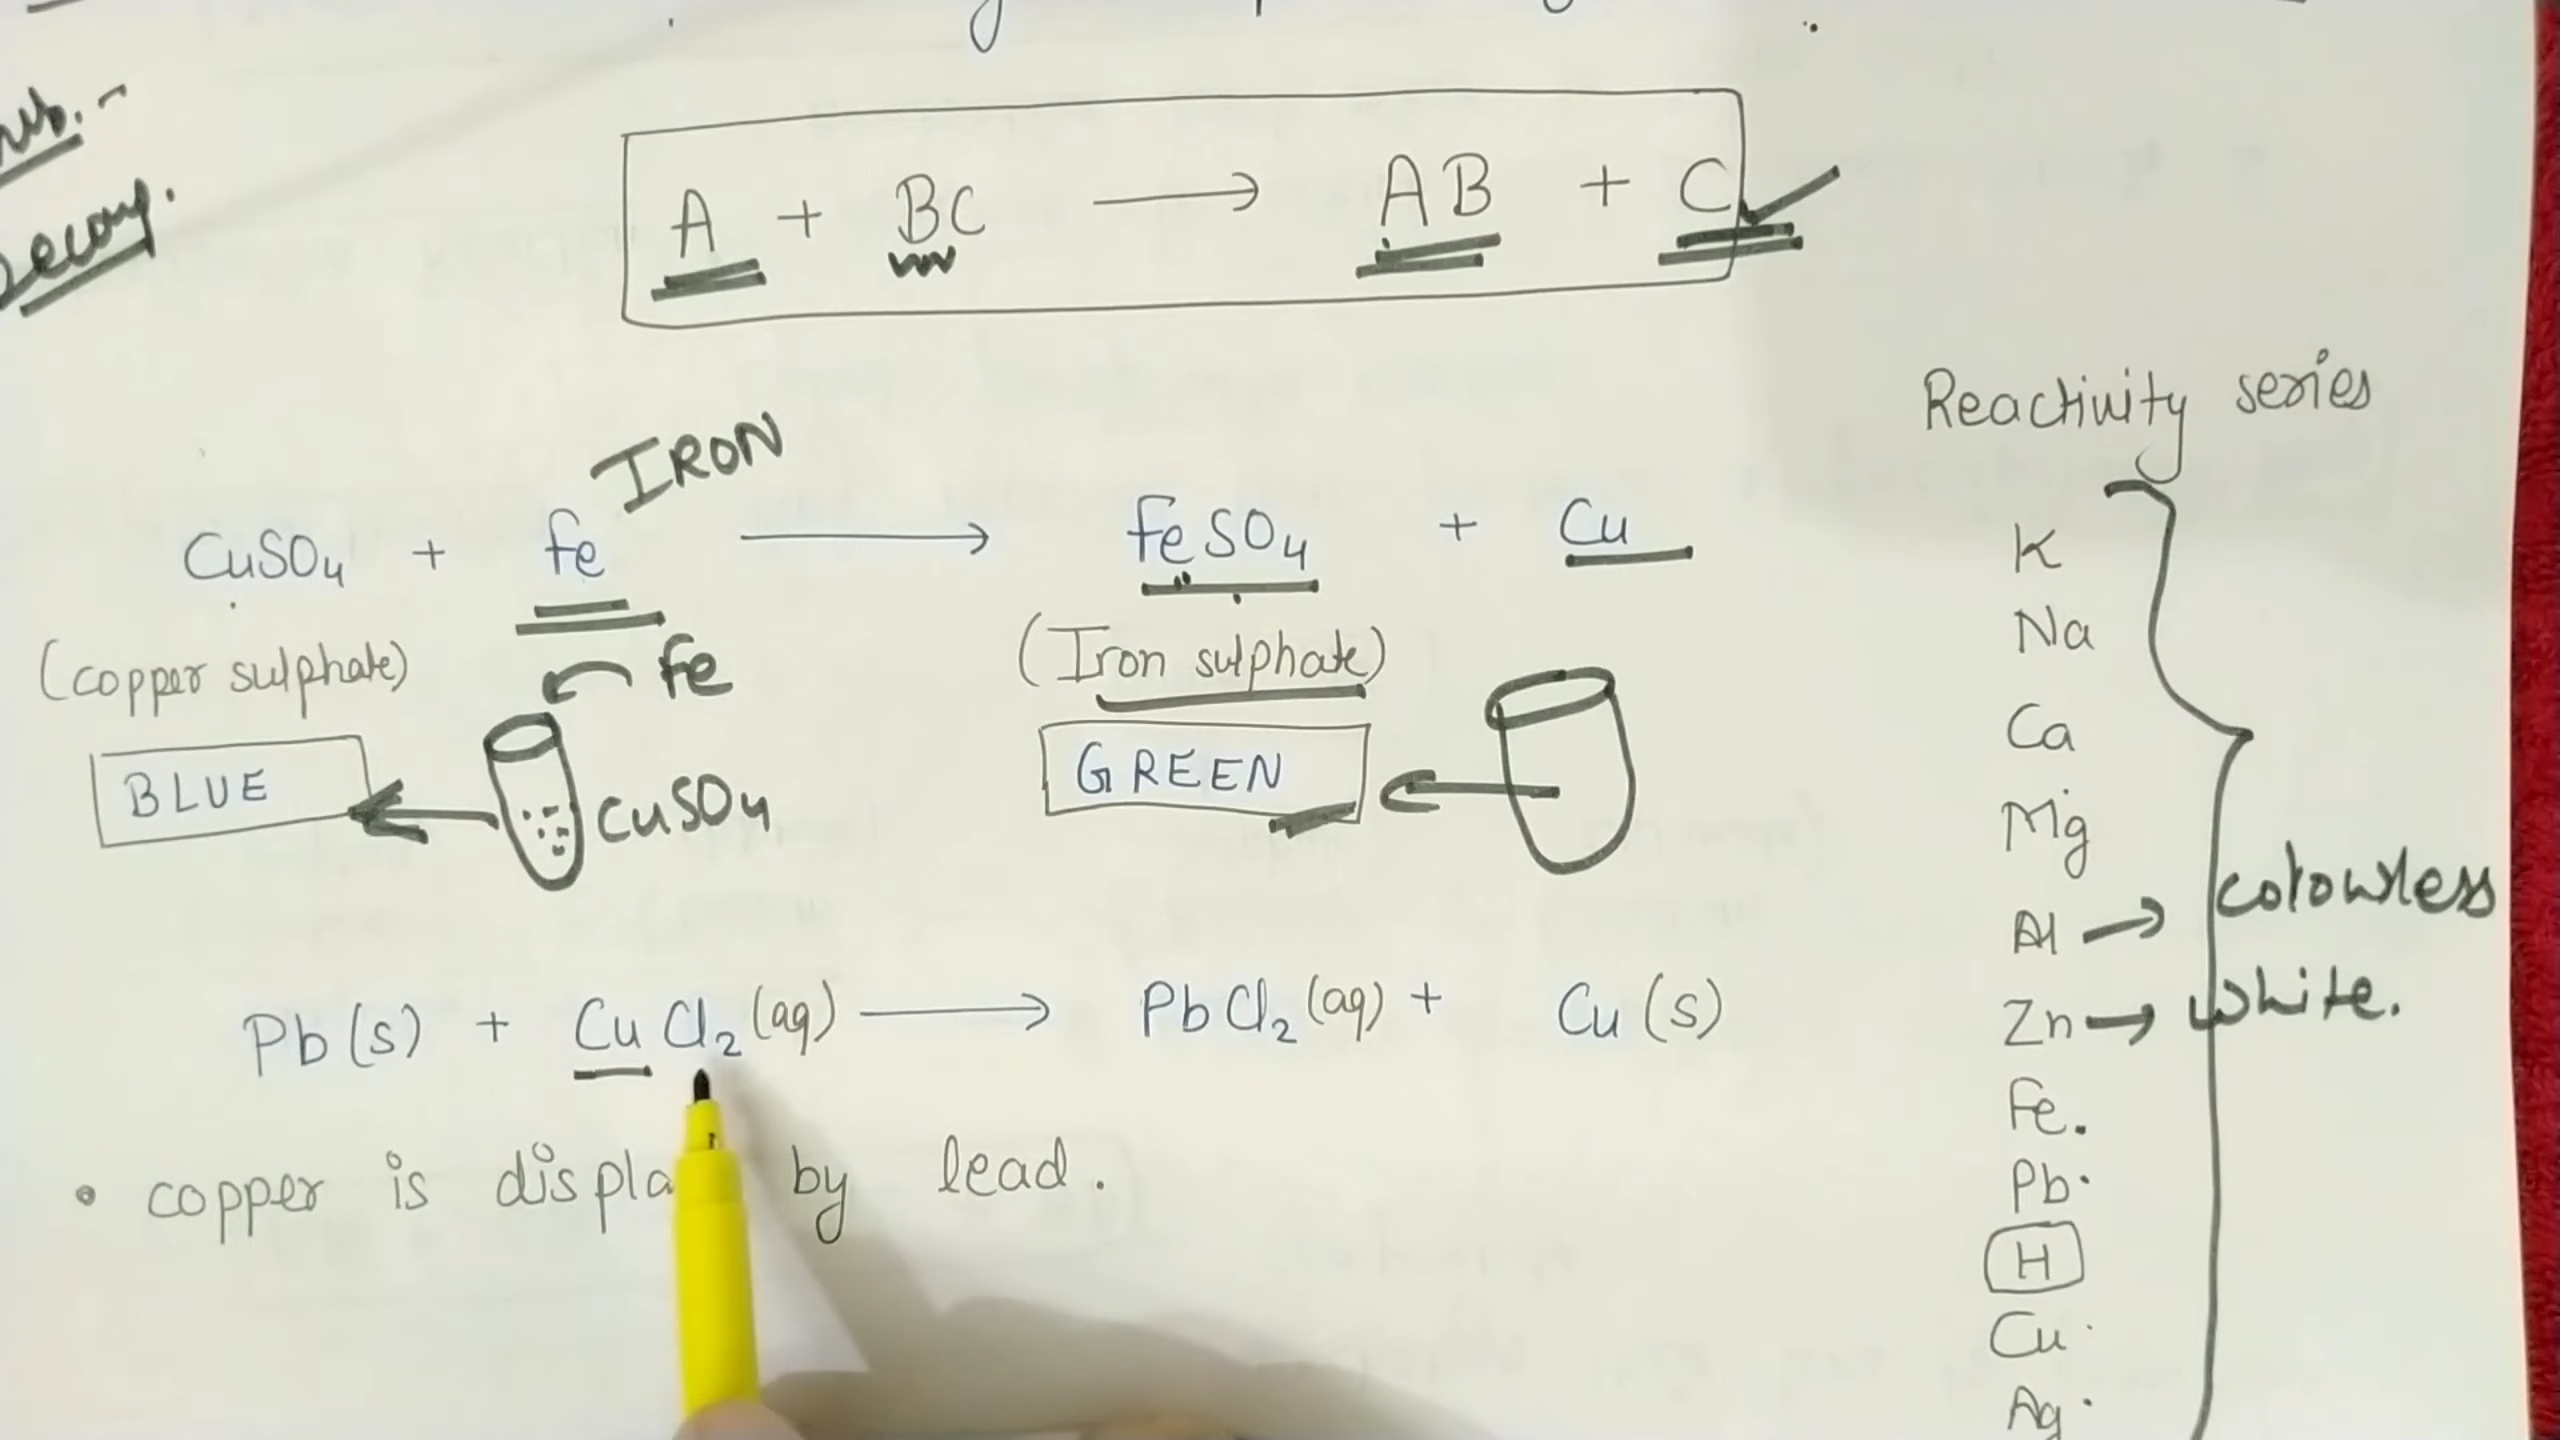 Decomp.
A + BC → AB + C
Reactivity series
IRON
CuSO₄ + Fe → FeSO₄ + Cu
K
Na
(copper sulphate)
Fe
(Iron sulphate)
Ca
BLUE
CuSO₄
GREEN
Mg
Al → colourless
Pb(s) + CuCl₂(aq) → PbCl₂(aq) + Cu(s)
Zn → white.
Fe.
• copper is displa by lead.
Pb.
H
Cu.
Ag.